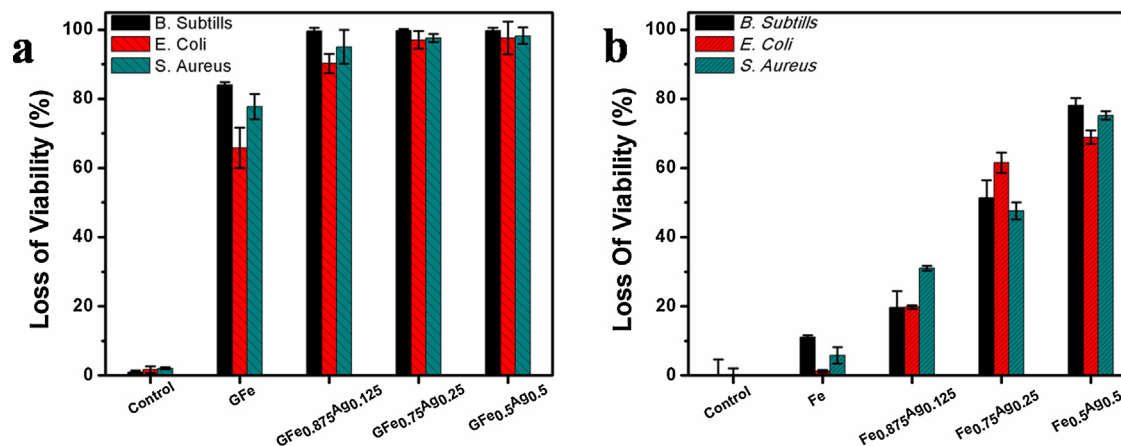 a
B. Subtills
E. Coli
S. Aureus
Loss of Viability (%)
100
80
60
40
20
0
Control
GFe
GFe0.875Ag0.125
GFe0.75Ag0.25
GFe0.5Ag0.5
b
B. Subtills
E. Coli
S. Aureus
Loss Of Viability (%)
100
80
60
40
20
0
Control
Fe
Fe0.875Ag0.125
Fe0.75Ag0.25
Fe0.5Ag0.5